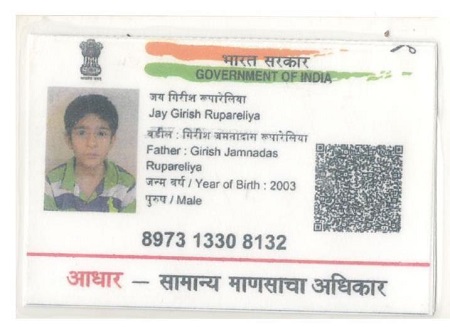 भारत सरकार
GOVERNMENT OF INDIA
जय गिरीश रूपारेलिया
Jay Girish Rupareliya
वडील : गिरीश जमनादास रूपारेलिया
Father : Girish Jamnadas
Rupareliya
जन्म वर्ष / Year of Birth : 2003
पुरुष / Male
8973 1330 8132
आधार — सामान्य माणसाचा अधिकार